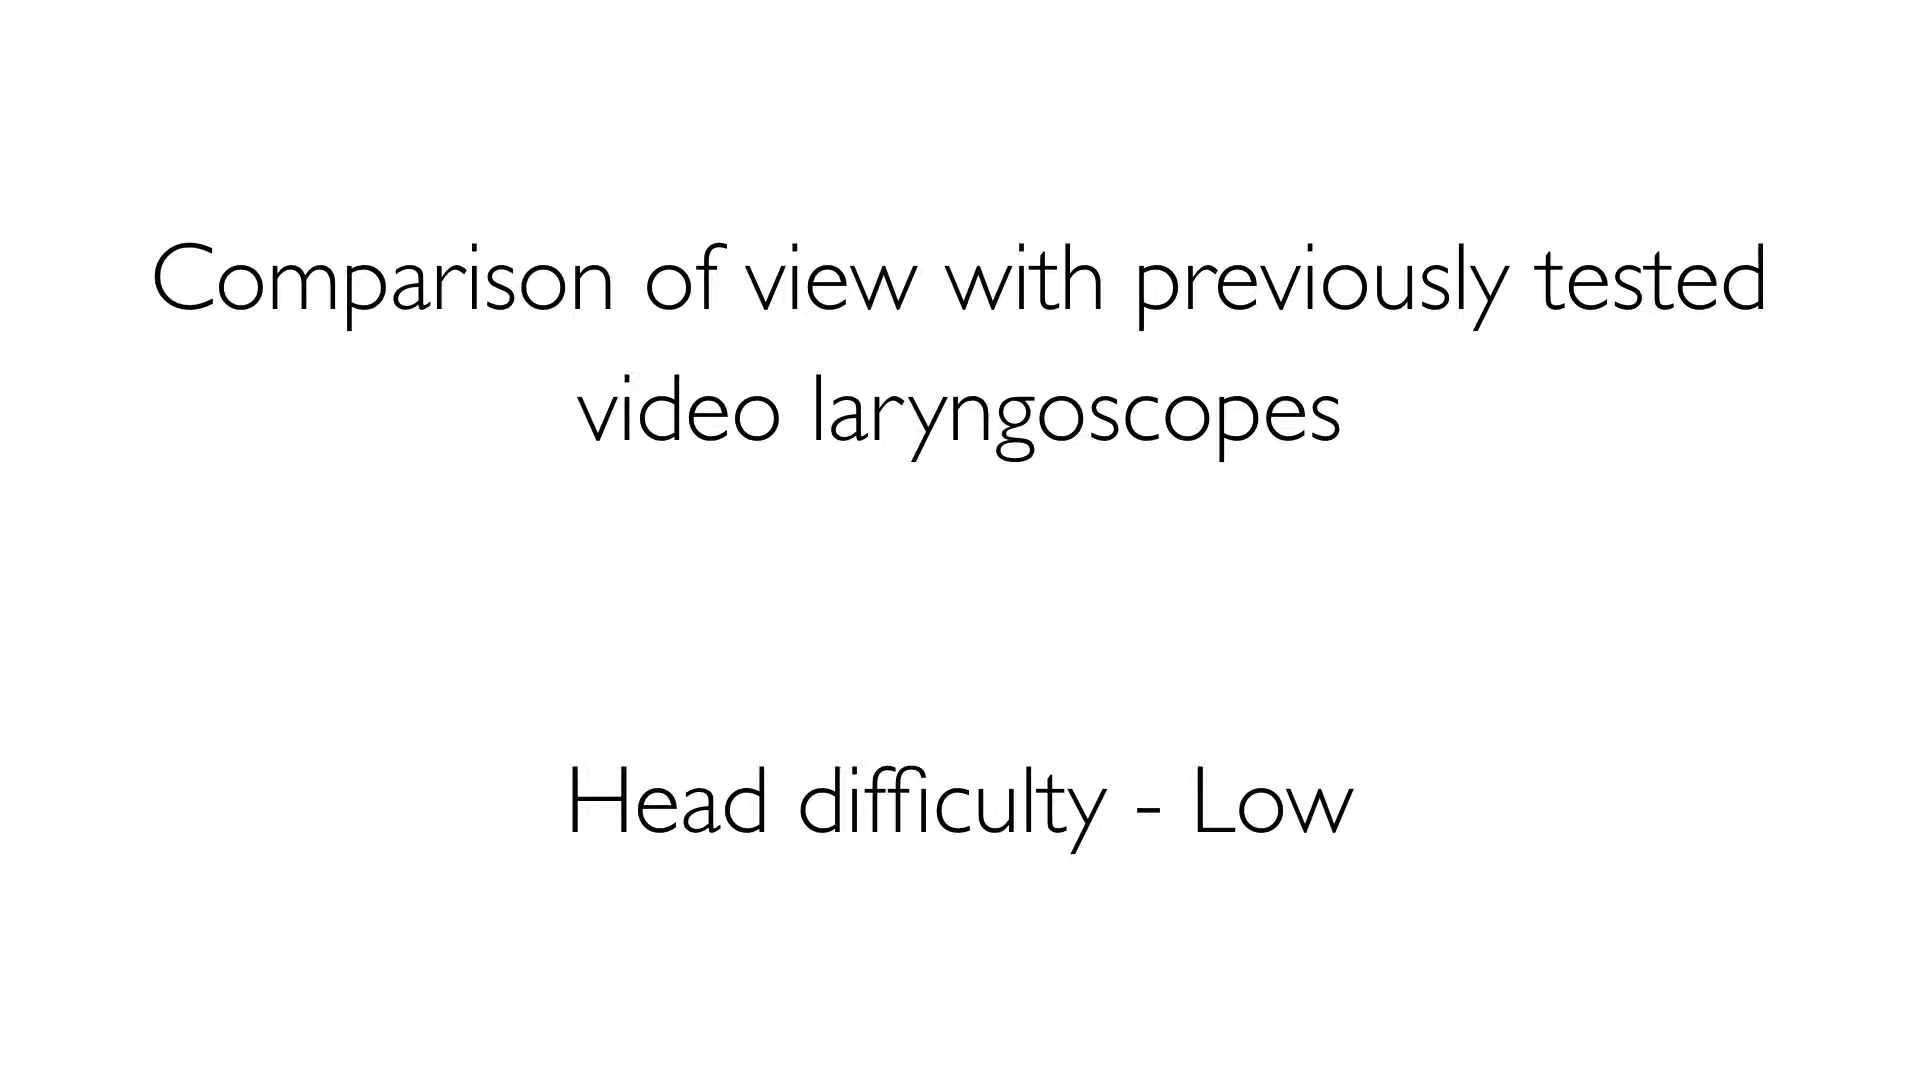 Comparison of view with previously tested
video laryngoscopes
Head difficulty - Low